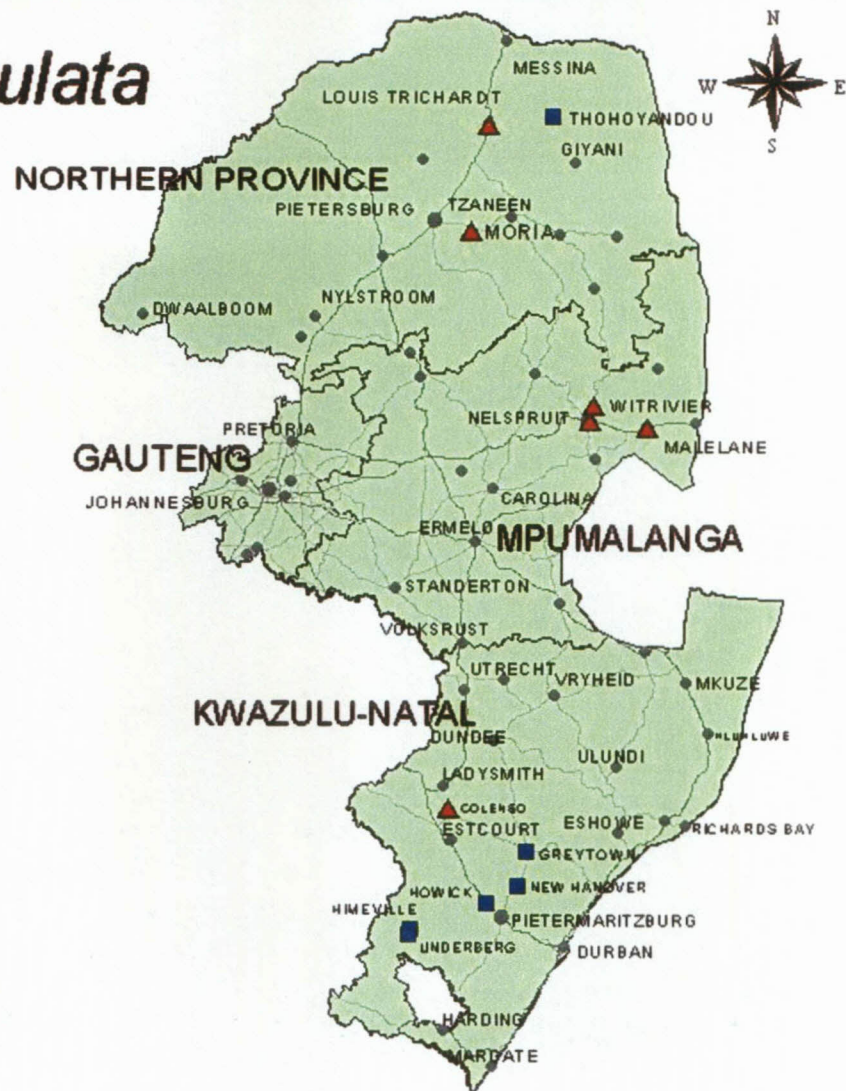 ulata
N
W E
S
MESSINA
LOUIS TRICHARDT
THOHOYANDOU
GIYANI
NORTHERN PROVINCE
TZANEEN
PIETERSBURG
MORIA
DWAALBOOM
NYLSTROOM
WITRIVIER
NELSPRUIT
PRETORIA
MALELANE
GAUTENG
CAROLINA
JOHANNESBURG
ERMELO
MPUMALANGA
STANDERTON
VOLKSRUST
UTRECHT
VRYHEID
MKUZE
KWAZULU-NATAL
DUNDEE
HLUHLUWE
ULUNDI
LADYSMITH
COLENSO
ESTCOURT
ESHOWE
RICHARDS BAY
GREYTOWN
NEW HANOVER
HOWICK
HIMEVILLE
PIETERMARITZBURG
UNDERBERG
DURBAN
HARDING
MARGATE